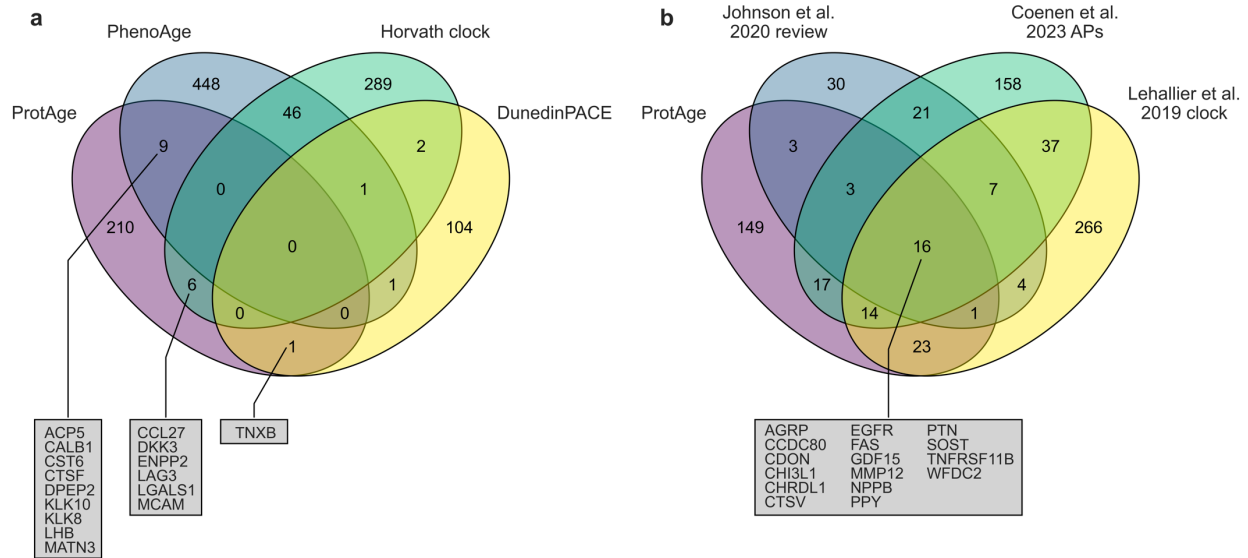 a
PhenoAge
Horvath clock
ProtAge
DunedinPACE
448
289
46
9
2
0
1
210
104
0
6
1
0
0
1
ACP5
CALB1
CST6
CTSF
DPEP2
KLK10
KLK8
LHB
MATN3
CCL27
DKK3
ENPP2
LAG3
LGALS1
MCAM
TNXB
b
Johnson et al.
2020 review
Coenen et al.
2023 APs
ProtAge
Lehallier et al.
2019 clock
30
158
21
3
37
3
7
149
266
16
17
4
14
1
23
AGRP
CCDC80
CDON
CHI3L1
CHRDL1
CTSV
EGFR
FAS
GDF15
MMP12
NPPB
PPY
PTN
SOST
TNFRSF11B
WFDC2